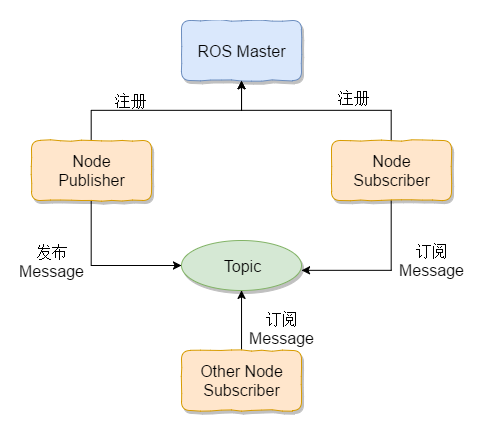 ROS Master
注册
注册
Node
Publisher
Node
Subscriber
发布
Message
订阅
Message
Topic
订阅
Message
Other Node
Subscriber